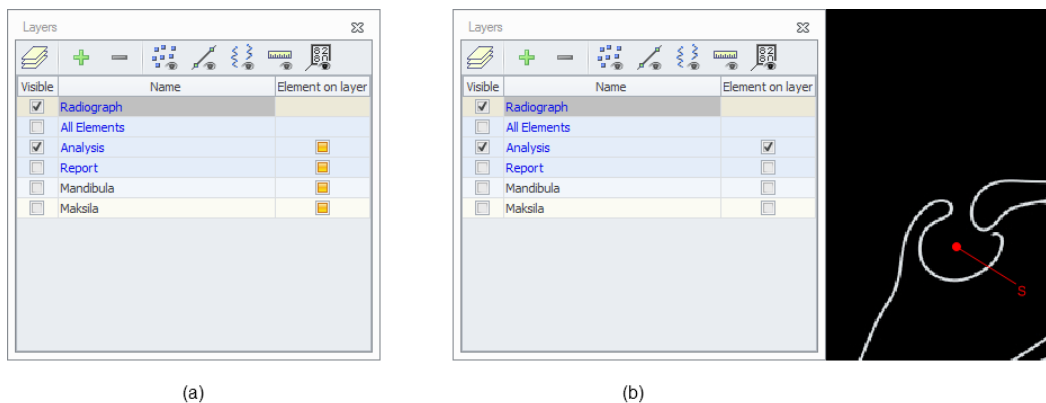 Layers
Visible Name Element on layer
Radiograph
All Elements
Analysis
Report
Mandibula
Maksila
(a)
Layers
Visible Name Element on layer
Radiograph
All Elements
Analysis
Report
Mandibula
Maksila
S
(b)